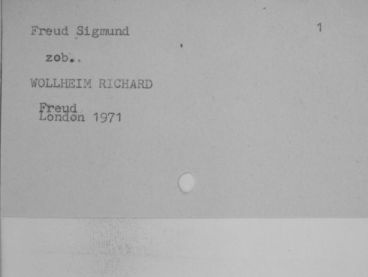 Freud Sigmund 1
zob..
WOLLHEIM RICHARD
Freud
London 1971